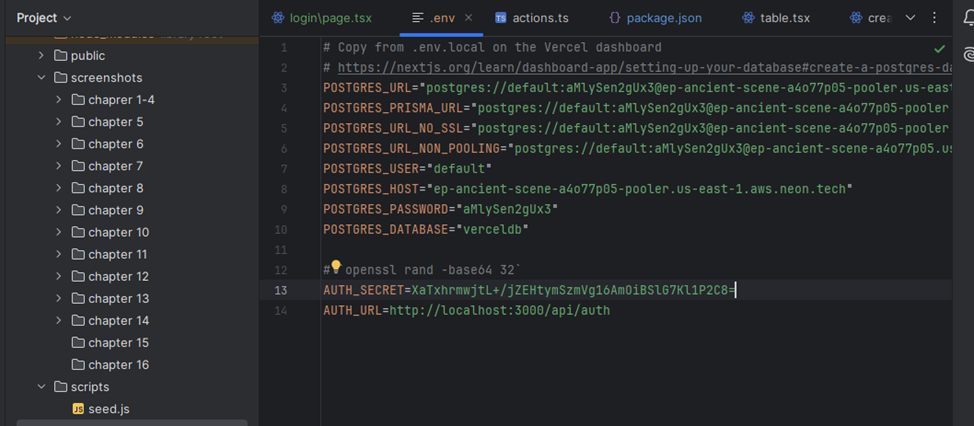 Project
public
screenshots
chaprer 1-4
chapter 5
chapter 6
chapter 7
chapter 8
chapter 9
chapter 10
chapter 11
chapter 12
chapter 13
chapter 14
chapter 15
chapter 16
scripts
JS seed.js
login\page.tsx .env TS actions.ts {} package.json table.tsx crea
1 # Copy from .env.local on the Vercel dashboard
2 # https://nextjs.org/learn/dashboard-app/setting-up-your-database#create-a-postgres-da
3 POSTGRES_URL="postgres://default:aMlySen2gUx3@ep-ancient-scene-a4o77p05-pooler.us-east
4 POSTGRES_PRISMA_URL="postgres://default:aMlySen2gUx3@ep-ancient-scene-a4o77p05-pooler
5 POSTGRES_URL_NO_SSL="postgres://default:aMlySen2gUx3@ep-ancient-scene-a4o77p05-pooler
6 POSTGRES_URL_NON_POOLING="postgres://default:aMlySen2gUx3@ep-ancient-scene-a4o77p05.us
7 POSTGRES_USER="default"
8 POSTGRES_HOST="ep-ancient-scene-a4o77p05-pooler.us-east-1.aws.neon.tech"
9 POSTGRES_PASSWORD="aMlySen2gUx3"
10 POSTGRES_DATABASE="verceldb"
11
12 # openssl rand -base64 32`
13 AUTH_SECRET=XaTxhrmwjtL+/jZEHtymSzmVg16AmOiBSlG7Kl1P2C8=
14 AUTH_URL=http://localhost:3000/api/auth